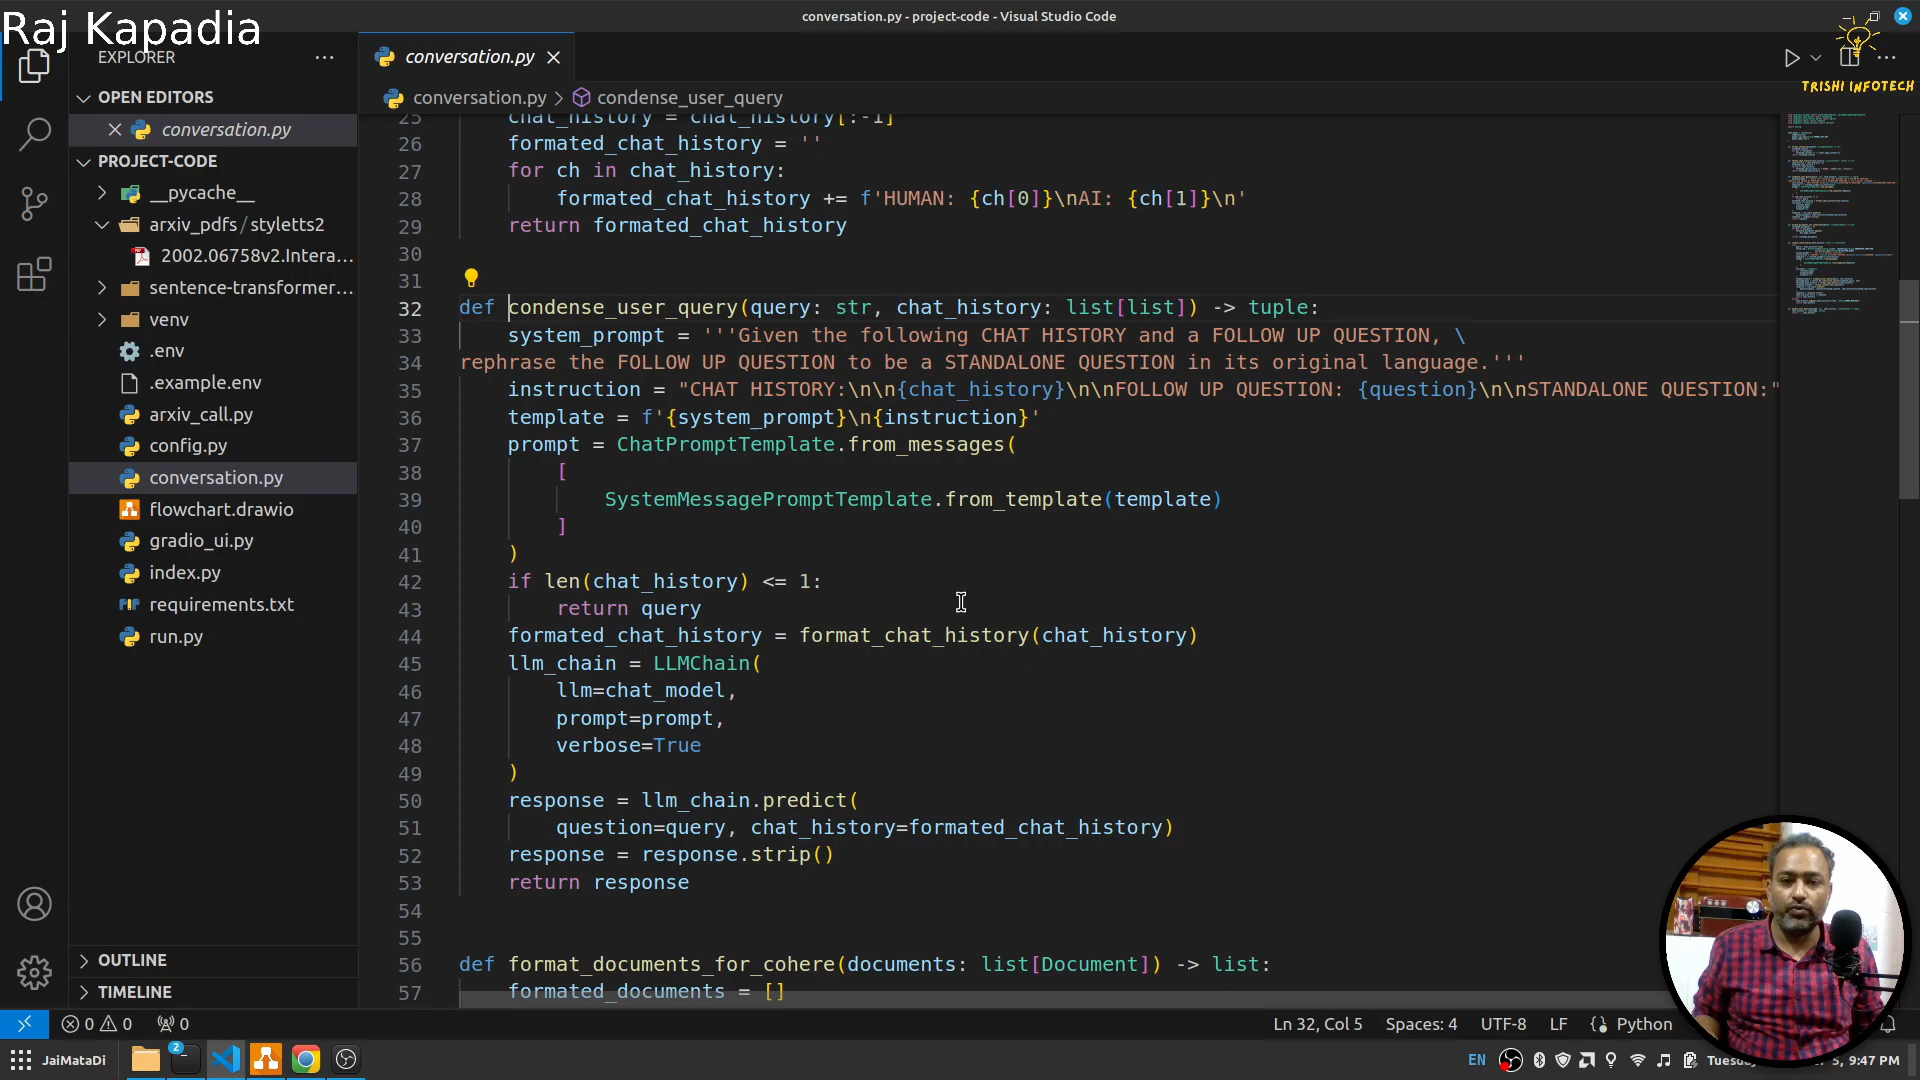 Raj Kapadia
conversation.py - project-code - Visual Studio Code
TRISHI INFOTECH
EXPLORER
OPEN EDITORS
conversation.py
PROJECT-CODE
__pycache__
arxiv_pdfs / styletts2
2002.06758v2.Intera...
sentence-transformer...
venv
.env
.example.env
arxiv_call.py
config.py
conversation.py
flowchart.drawio
gradio_ui.py
index.py
requirements.txt
run.py
OUTLINE
TIMELINE
conversation.py
conversation.py > condense_user_query
25 chat_history = chat_history[:-1]
26 formated_chat_history = ''
27 for ch in chat_history:
28 formated_chat_history += f'HUMAN: {ch[0]}\nAI: {ch[1]}\n'
29 return formated_chat_history
30
31
32 def condense_user_query(query: str, chat_history: list[list]) -> tuple:
33 system_prompt = '''Given the following CHAT HISTORY and a FOLLOW UP QUESTION, \
34 rephrase the FOLLOW UP QUESTION to be a STANDALONE QUESTION in its original language.'''
35 instruction = "CHAT HISTORY:\n\n{chat_history}\n\nFOLLOW UP QUESTION: {question}\n\nSTANDALONE QUESTION:"
36 template = f'{system_prompt}\n{instruction}'
37 prompt = ChatPromptTemplate.from_messages(
38 [
39 SystemMessagePromptTemplate.from_template(template)
40 ]
41 )
42 if len(chat_history) <= 1:
43 return query
44 formated_chat_history = format_chat_history(chat_history)
45 llm_chain = LLMChain(
46 llm=chat_model,
47 prompt=prompt,
48 verbose=True
49 )
50 response = llm_chain.predict(
51 question=query, chat_history=formated_chat_history)
52 response = response.strip()
53 return response
54
55
56 def format_documents_for_cohere(documents: list[Document]) -> list:
57 formated_documents = []
0 0 0
Ln 32, Col 5 Spaces: 4 UTF-8 LF Python
JaiMataDi
2
EN
9:47 PM